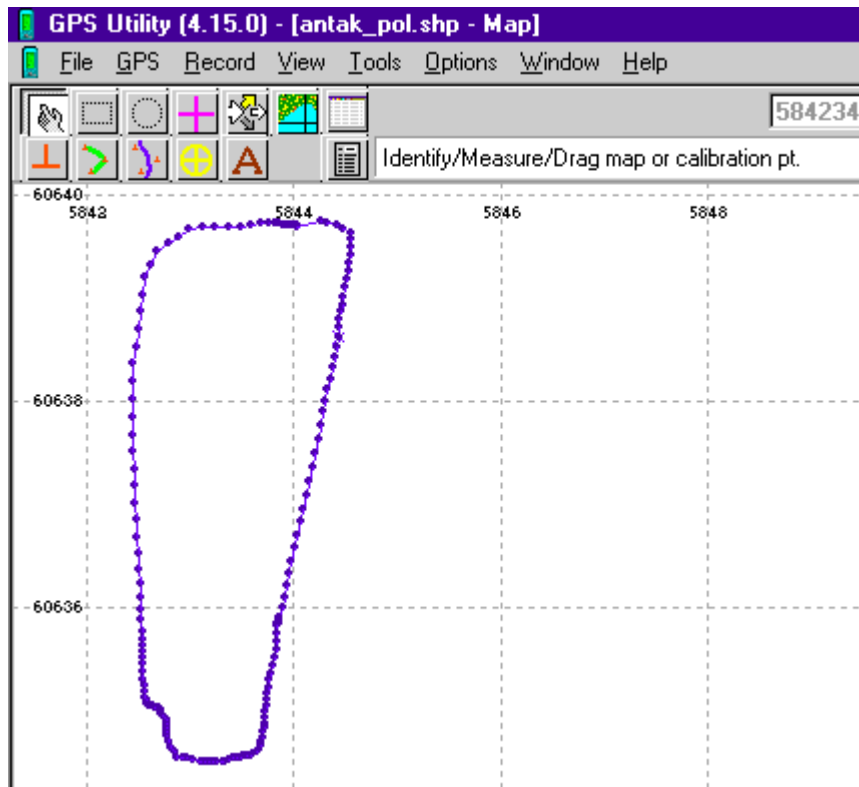 GPS Utility (4.15.0) - [antak_pol.shp - Map]
File GPS Record View Tools Options Window Help
584234
A Identify/Measure/Drag map or calibration pt.
60640
5842 5844 5846 5848
60638
60636